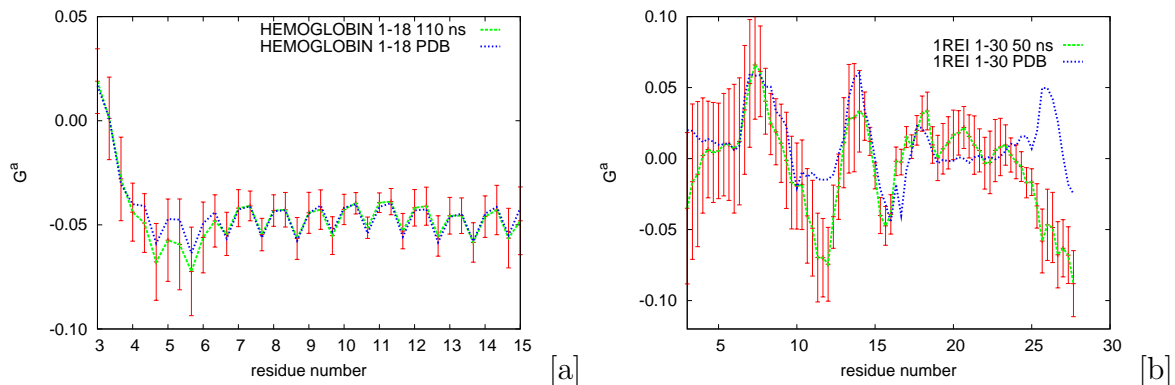 HEMOGLOBIN 1-18 110 ns
HEMOGLOBIN 1-18 PDB
0.00
-0.05
-0.10
G^a
3 4 5 6 7 8 9 10 11 12 13 14 15
residue number
[a]
1REI 1-30 50 ns
1REI 1-30 PDB
0.10
0.05
0.00
-0.05
-0.10
G^a
5 10 15 20 25 30
residue number
[b]